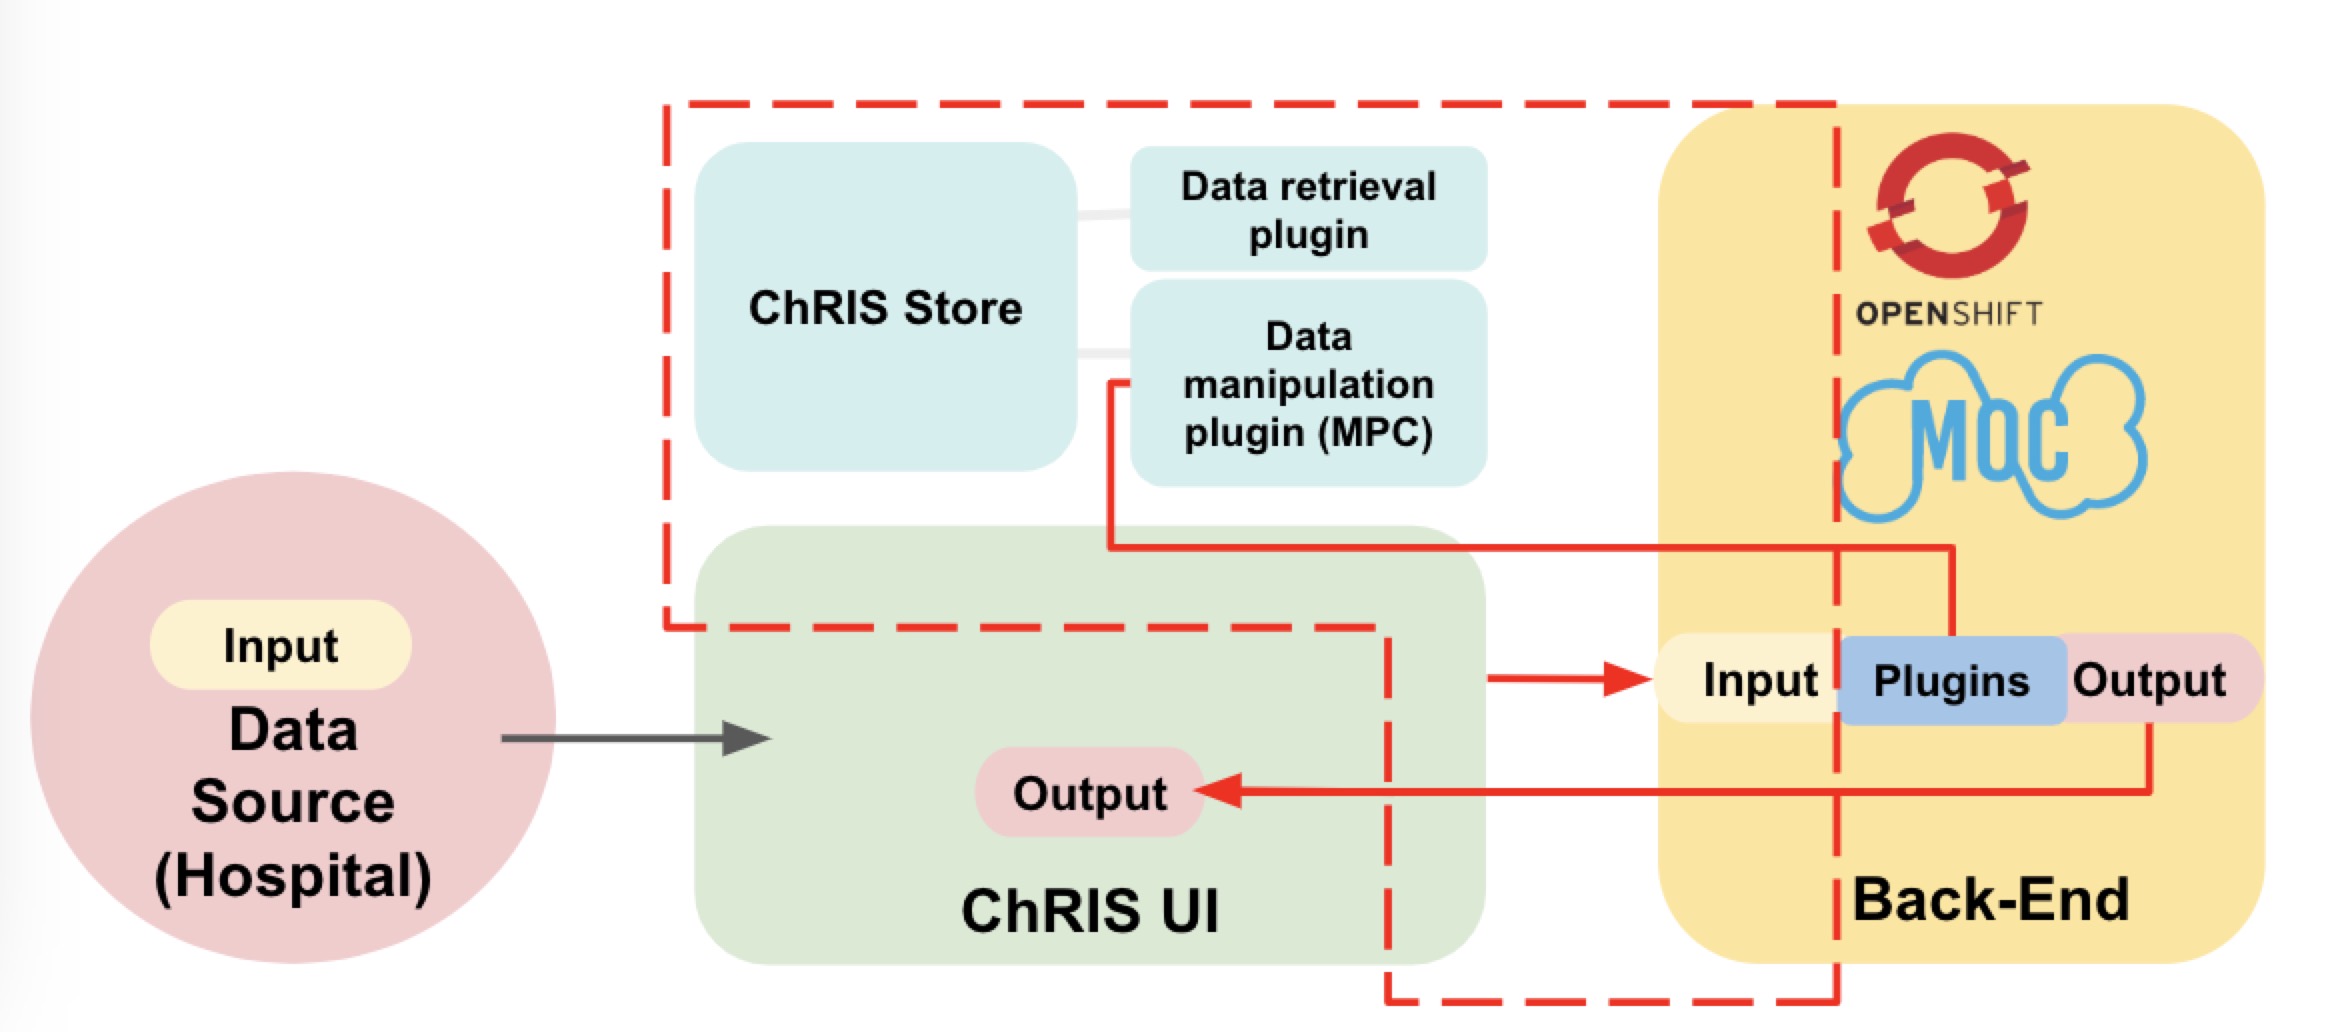 ChRIS Store
Data retrieval
plugin
Data
manipulation
plugin (MPC)
OPENSHIFT
MOC
Input
Data
Source
(Hospital)
Output
ChRIS UI
Input
Plugins
Output
Back-End